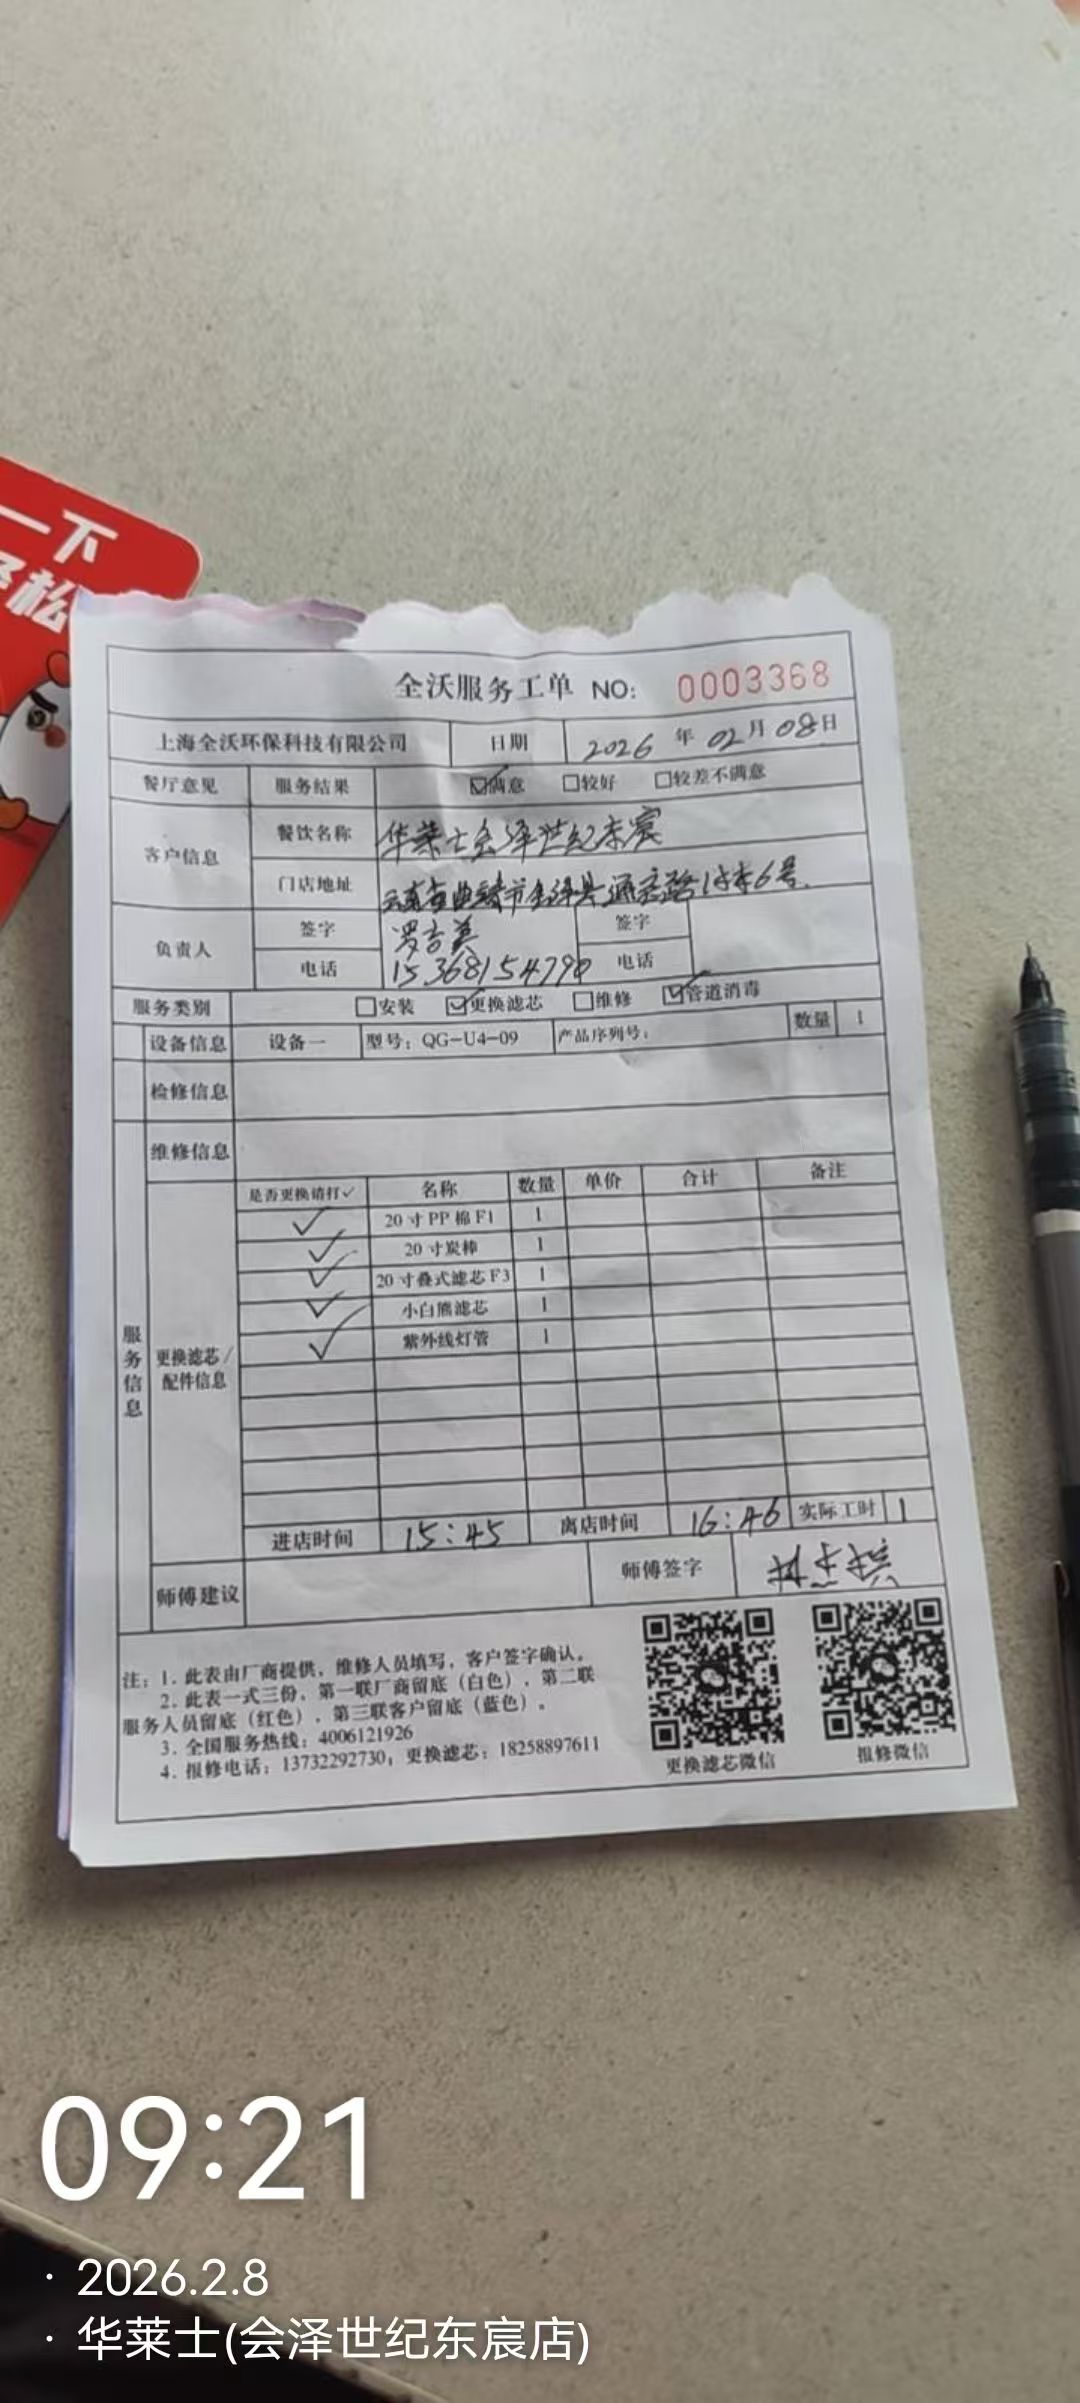 一下
轻松
全沃服务工单 NO: 0003368
上海全沃环保科技有限公司 日期 2026 年 02 月 08 日
餐厅意见 服务结果 ☑满意 □较好 □较差不满意
客户信息 餐饮名称 华莱士会泽世纪东宸
门店地址 云南省曲靖市会泽县通宝路1栋6号
负责人 签字 罗吉美 签字
电话 15368154790 电话
服务类别 □安装 ☑更换滤芯 □维修 ☑管道消毒
设备信息 设备一 型号:QG-U4-09 产品序列号: 数量 1
检修信息
维修信息
服务信息 更换滤芯/配件信息
是否更换请打✓ 名称 数量 单价 合计 备注
✓ 20寸PP棉F1 1
✓ 20寸炭棒 1
✓ 20寸叠式滤芯F3 1
✓ 小白熊滤芯 1
✓ 紫外线灯管 1
进店时间 15:45 离店时间 16:46 实际工时 1
师傅建议 师傅签字
注:1. 此表由厂商提供,维修人员填写,客户签字确认。
2. 此表一式三份,第一联厂商留底(白色),第二联
服务人员留底(红色),第三联客户留底(蓝色)。
3. 全国服务热线:4006121926
4. 报修电话:13732292730;更换滤芯:18258897611
更换滤芯微信 报修微信
09:21
· 2026.2.8
· 华莱士(会泽世纪东宸店)